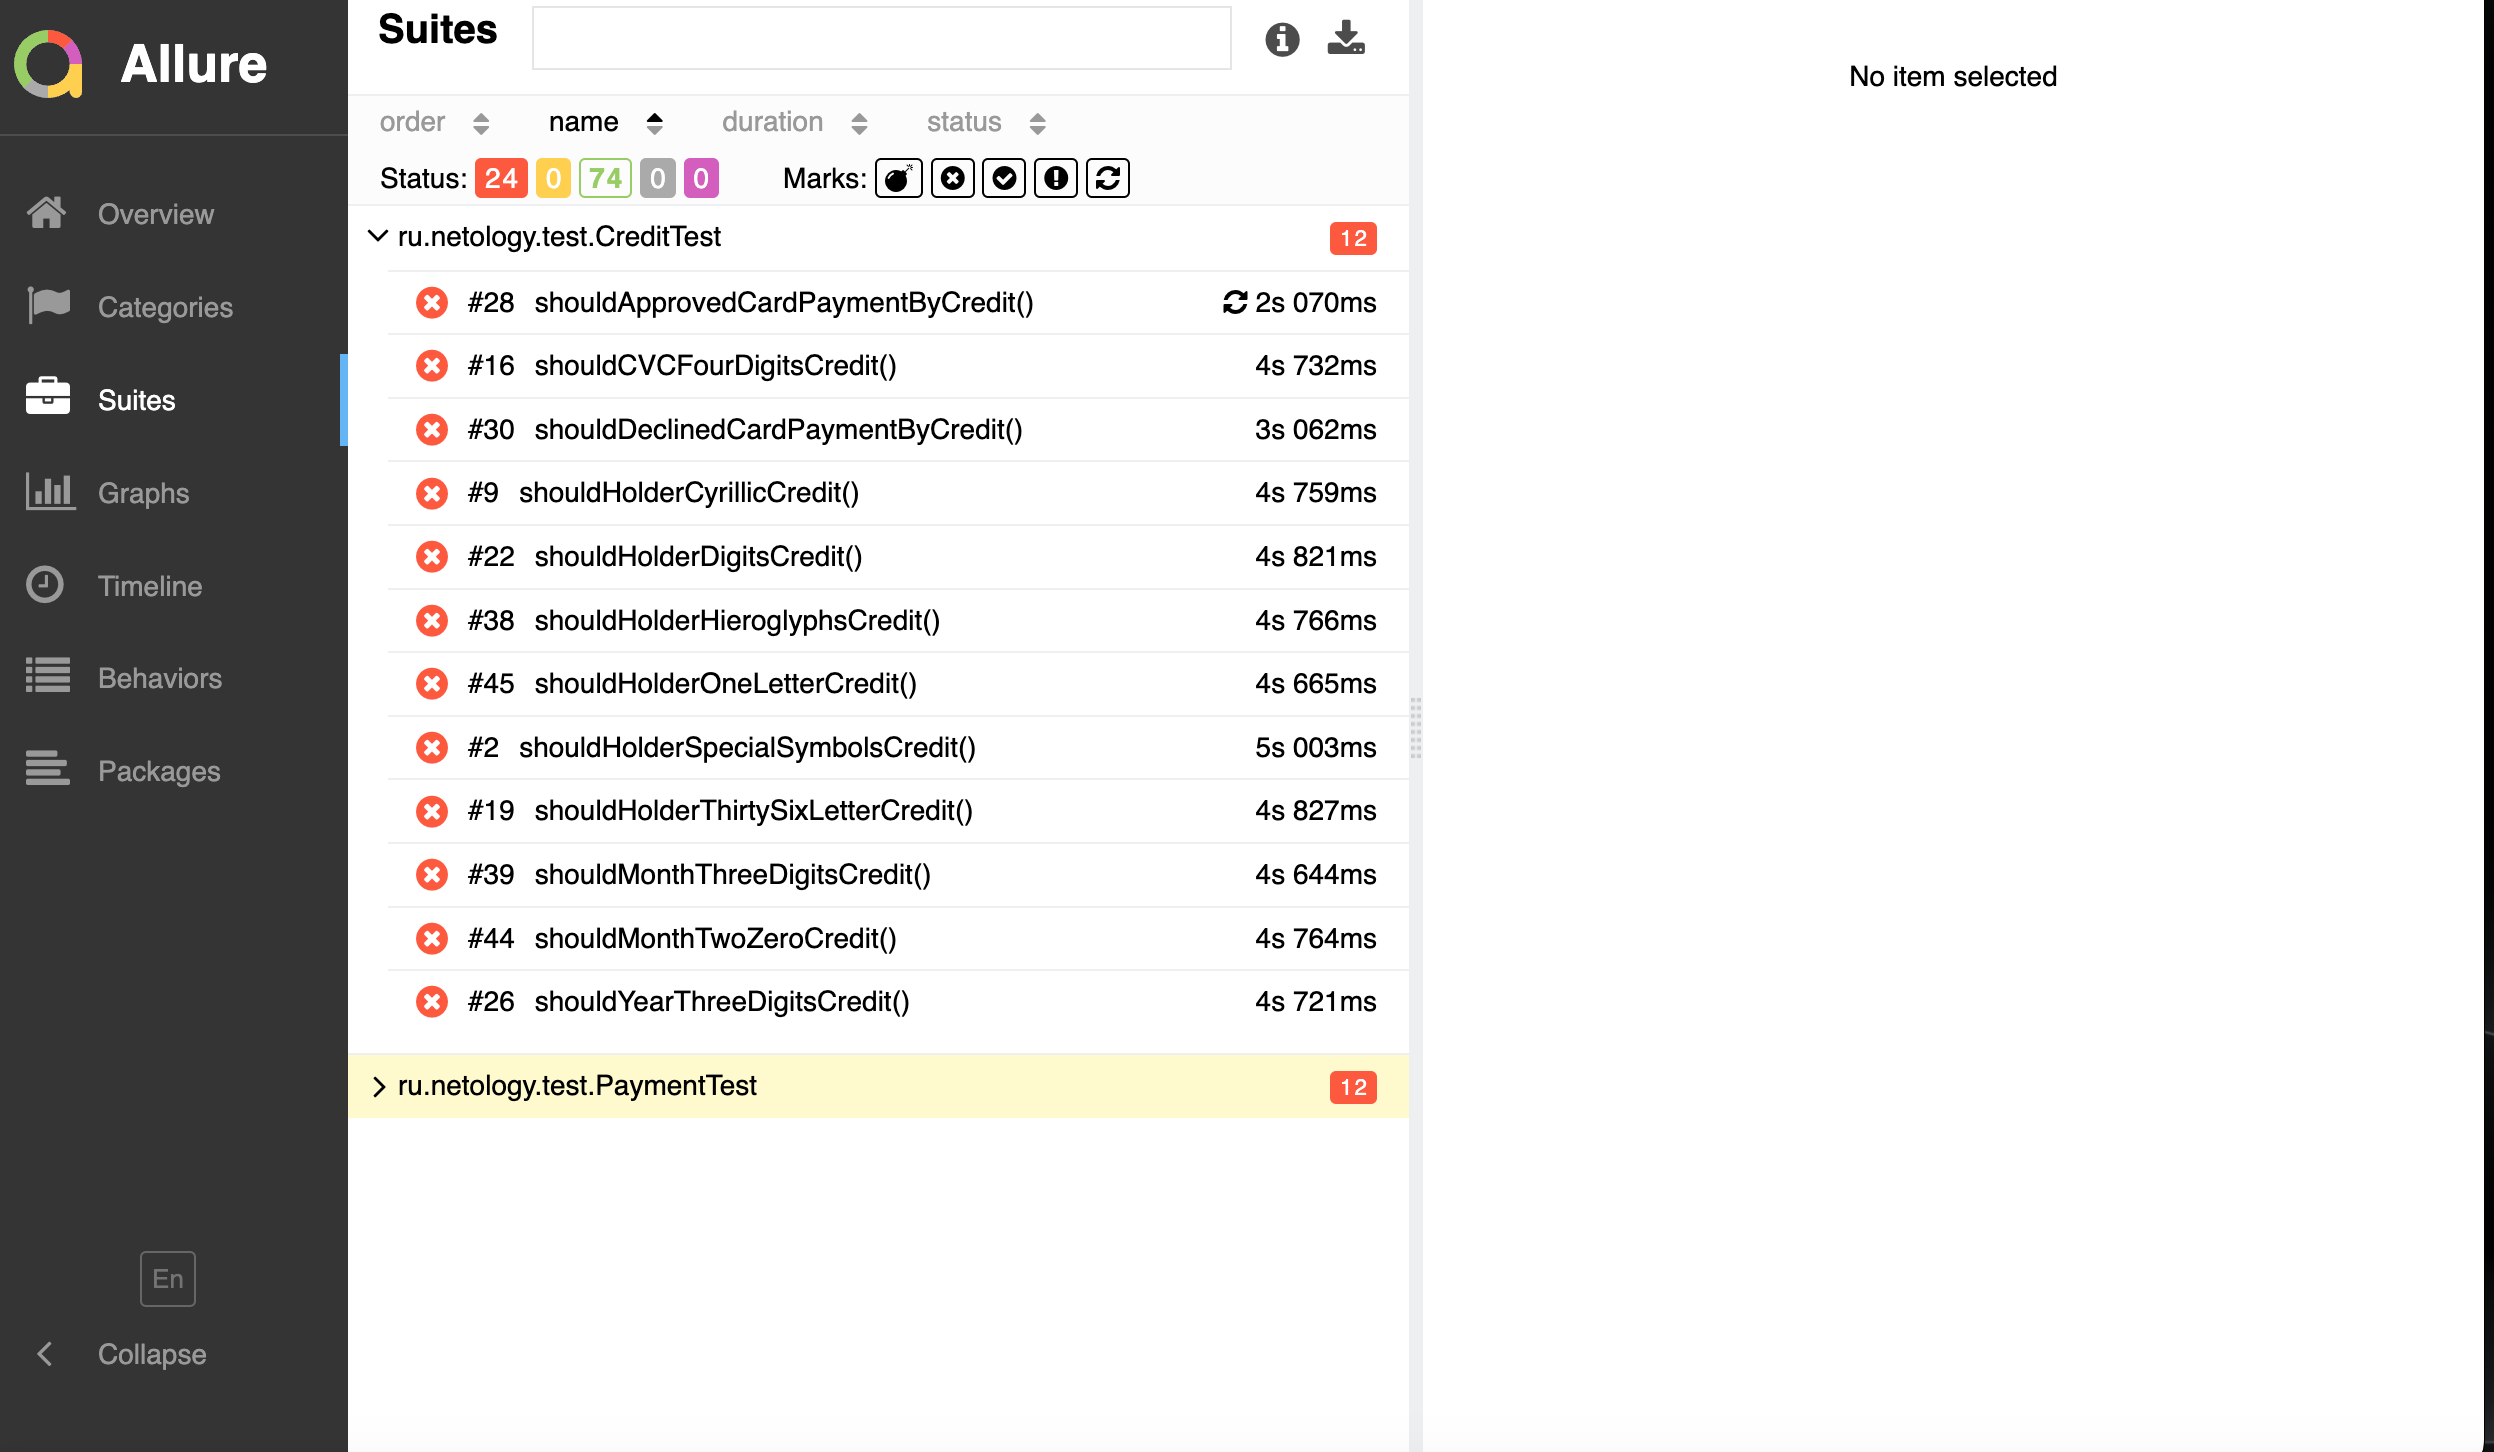 Allure
Overview
Categories
Suites
Graphs
Timeline
Behaviors
Packages
En
Collapse
Suites
order name duration status
Status: 24 0 74 0 0 Marks:
ru.netology.test.CreditTest 12
#28 shouldApprovedCardPaymentByCredit() 2s 070ms
#16 shouldCVCFourDigitsCredit() 4s 732ms
#30 shouldDeclinedCardPaymentByCredit() 3s 062ms
#9 shouldHolderCyrillicCredit() 4s 759ms
#22 shouldHolderDigitsCredit() 4s 821ms
#38 shouldHolderHieroglyphsCredit() 4s 766ms
#45 shouldHolderOneLetterCredit() 4s 665ms
#2 shouldHolderSpecialSymbolsCredit() 5s 003ms
#19 shouldHolderThirtySixLetterCredit() 4s 827ms
#39 shouldMonthThreeDigitsCredit() 4s 644ms
#44 shouldMonthTwoZeroCredit() 4s 764ms
#26 shouldYearThreeDigitsCredit() 4s 721ms
ru.netology.test.PaymentTest 12
No item selected